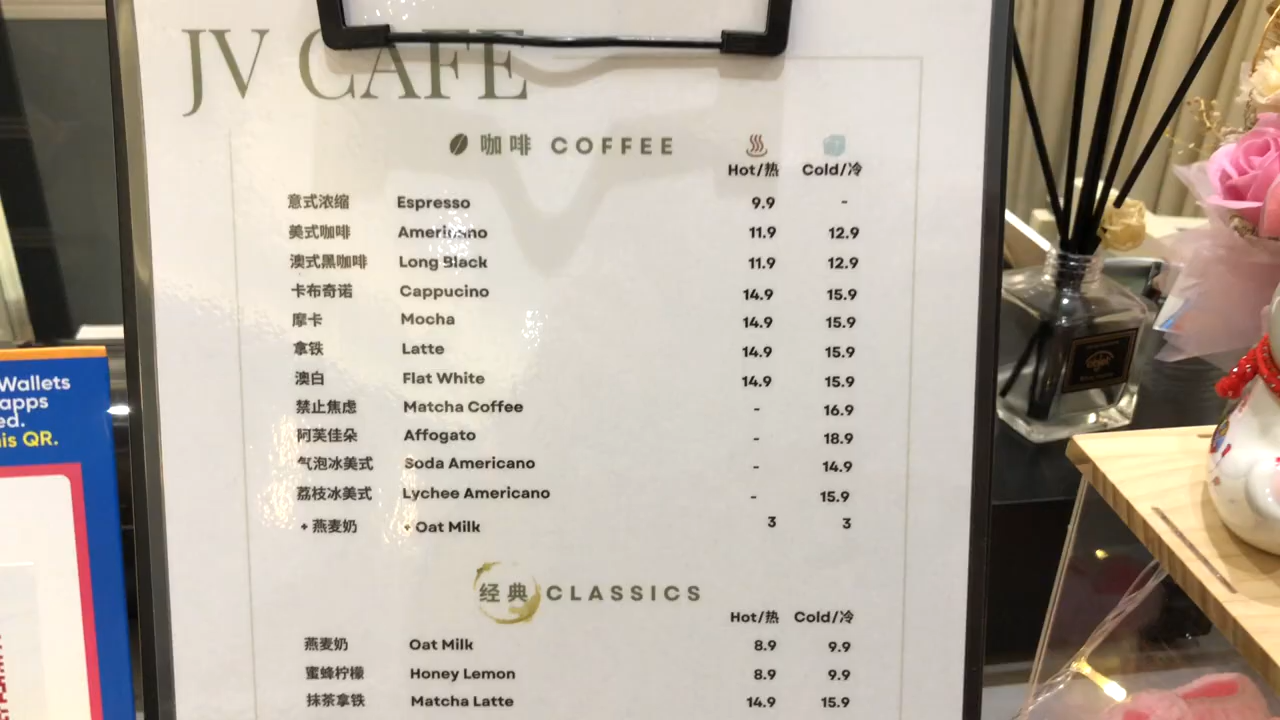 JV CAFE
咖啡 COFFEE
Hot/热 Cold/冷
意式浓缩 Espresso 9.9 -
美式咖啡 Americano 11.9 12.9
澳式黑咖啡 Long Black 11.9 12.9
卡布奇诺 Cappucino 14.9 15.9
摩卡 Mocha 14.9 15.9
拿铁 Latte 14.9 15.9
澳白 Flat White 14.9 15.9
禁止焦虑 Matcha Coffee - 16.9
阿芙佳朵 Affogato - 18.9
气泡冰美式 Soda Americano - 14.9
荔枝冰美式 Lychee Americano - 15.9
+ 燕麦奶 + Oat Milk 3 3
经典 CLASSICS
Hot/热 Cold/冷
燕麦奶 Oat Milk 8.9 9.9
蜜蜂柠檬 Honey Lemon 8.9 9.9
抹茶拿铁 Matcha Latte 14.9 15.9
Wallets
apps
QR.